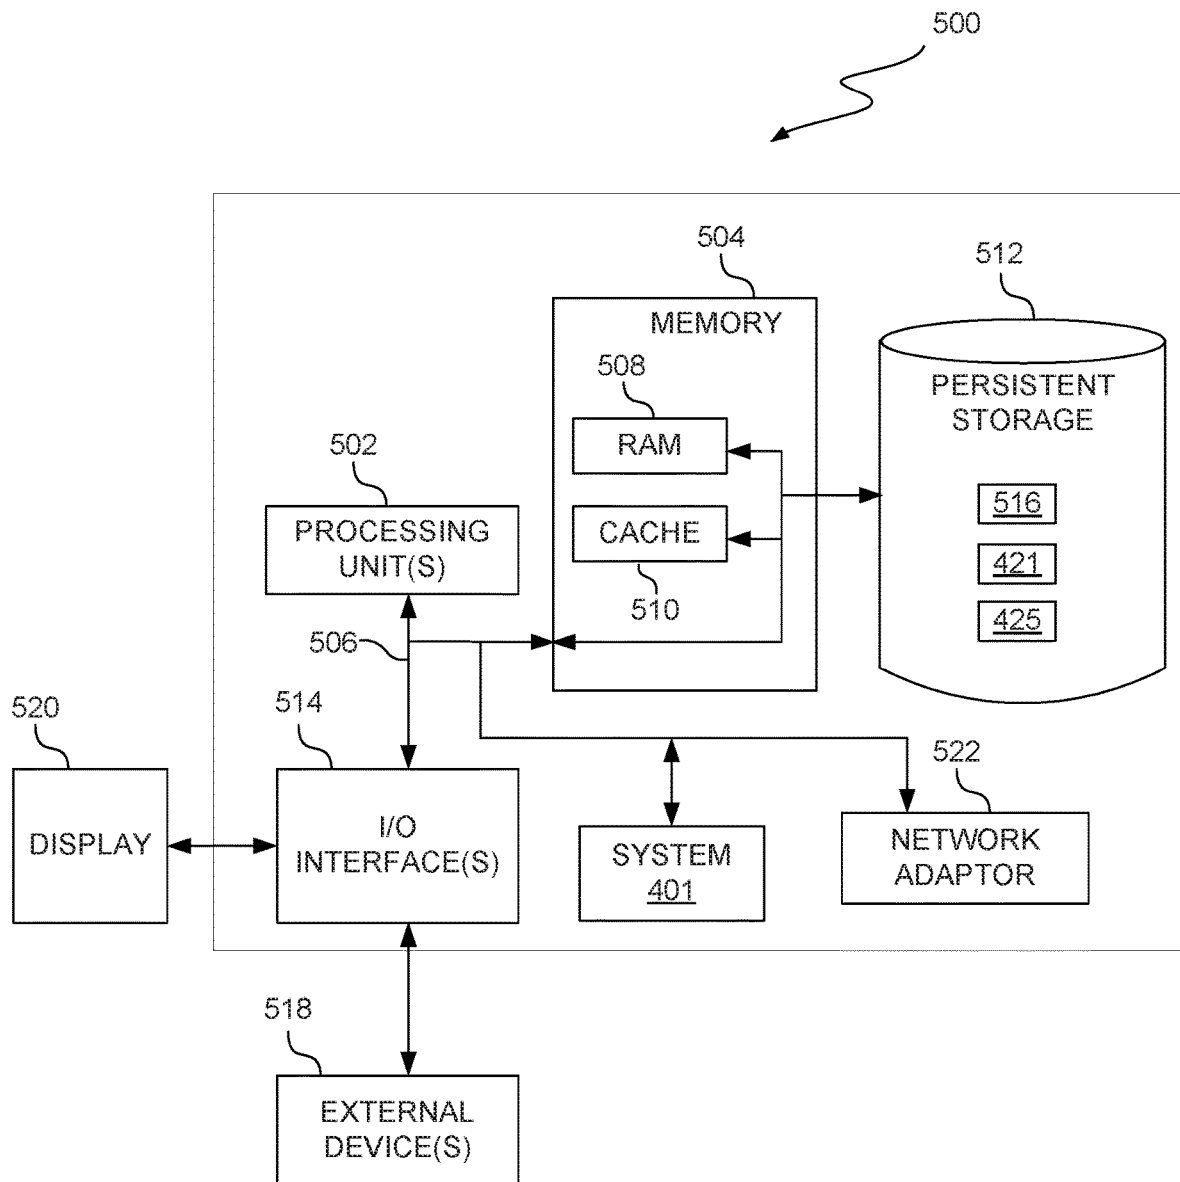 500
504
512
MEMORY
PERSISTENT
STORAGE
508
RAM
502
516
PROCESSING
UNIT(S)
CACHE
421
510
425
506
520
514
522
DISPLAY
I/O
INTERFACE(S)
SYSTEM
401
NETWORK
ADAPTOR
518
EXTERNAL
DEVICE(S)